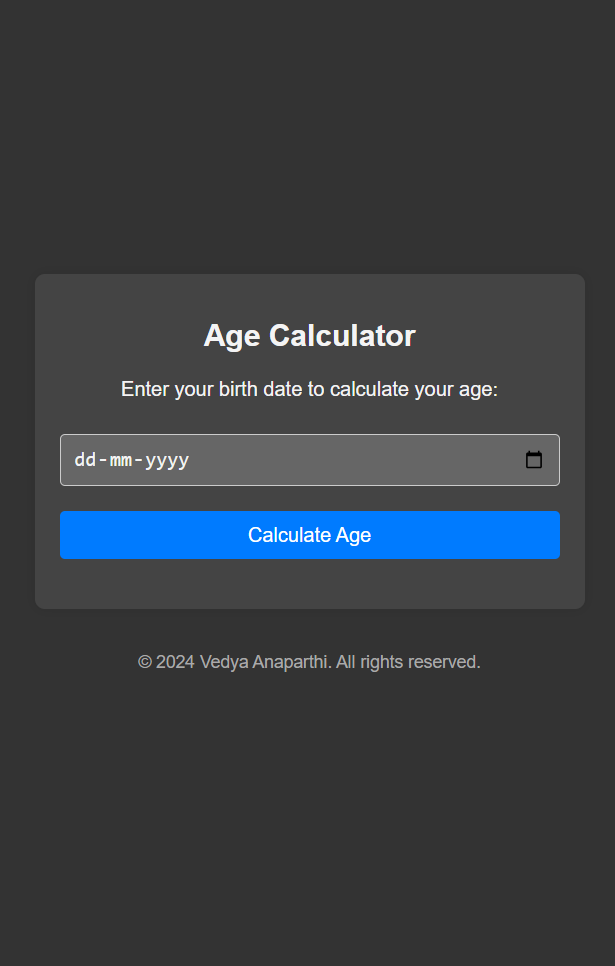 Age Calculator
Enter your birth date to calculate your age:
dd-mm-yyyy
Calculate Age
© 2024 Vedya Anaparthi. All rights reserved.